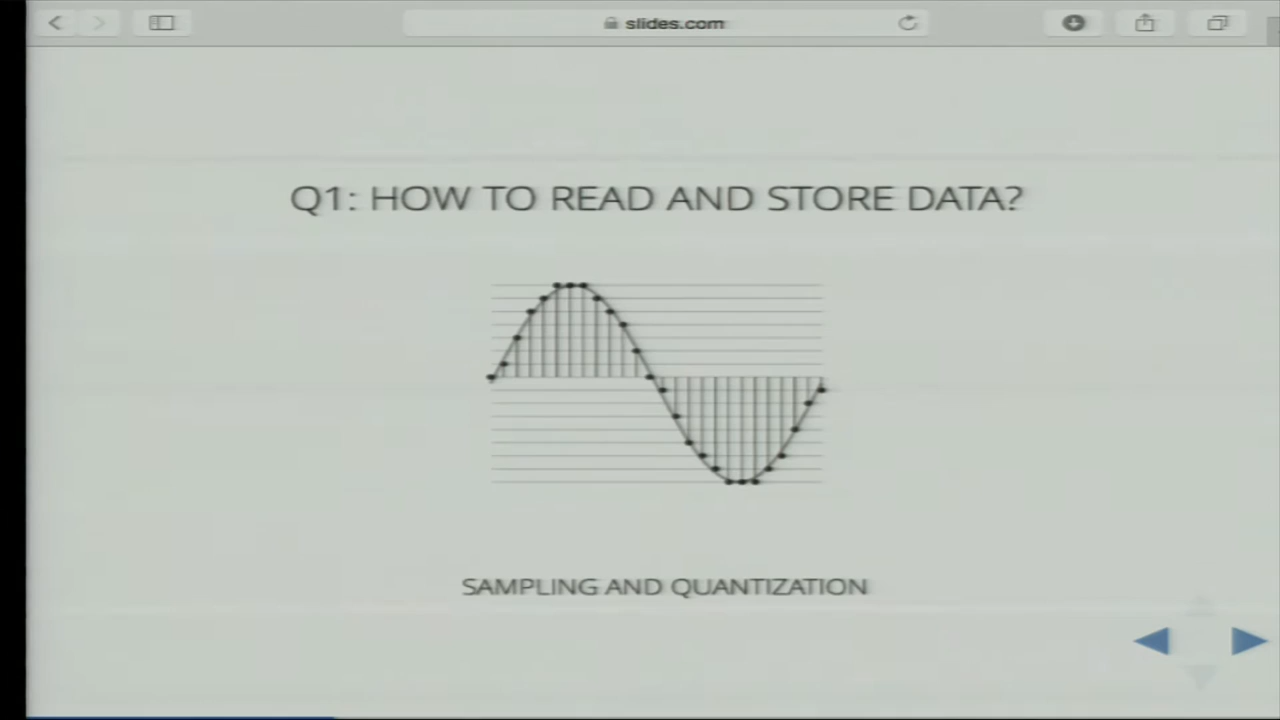 slides.com
Q1: HOW TO READ AND STORE DATA?
SAMPLING AND QUANTIZATION